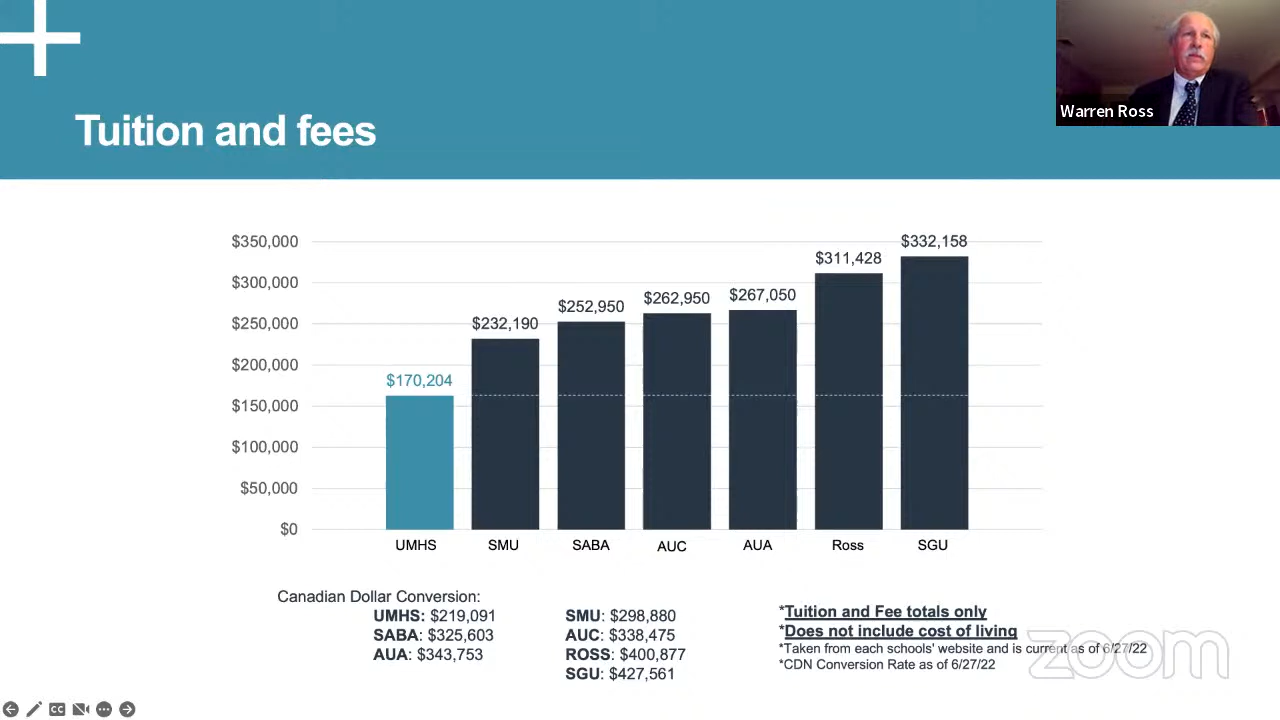 Warren Ross
Tuition and fees
$350,000
$300,000
$250,000
$200,000
$150,000
$100,000
$50,000
$0
$170,204
$232,190
$252,950
$262,950
$267,050
$311,428
$332,158
UMHS
SMU
SABA
AUC
AUA
Ross
SGU
Canadian Dollar Conversion:
UMHS: $219,091
SABA: $325,603
AUA: $343,753
SMU: $298,880
AUC: $338,475
ROSS: $400,877
SGU: $427,561
*Tuition and Fee totals only
*Does not include cost of living
*Taken from each schools' website and is current as of 6/27/22
*CDN Conversion Rate as of 6/27/22
zoom
CC